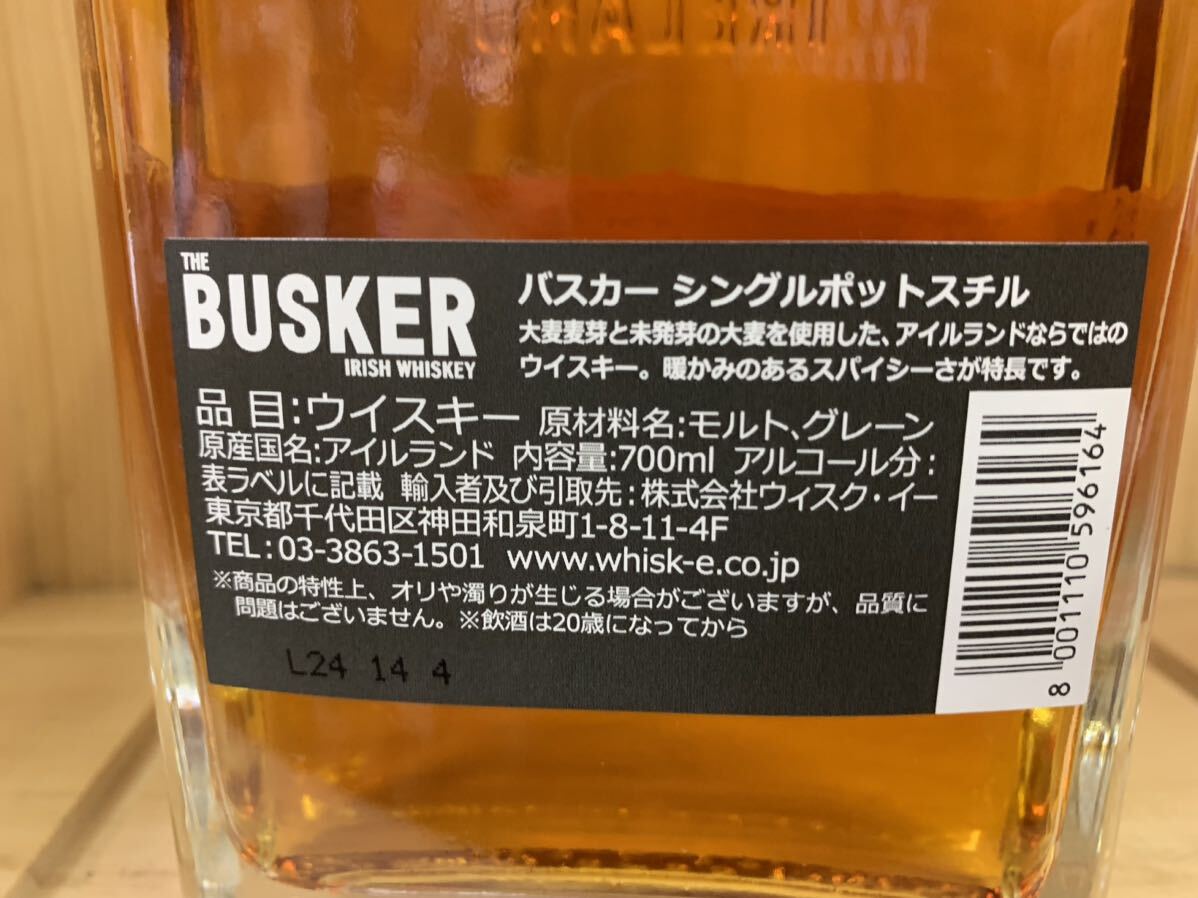 IRELAND
THE
BUSKER
IRISH WHISKEY
バスカー シングルポットスチル
大麦麦芽と未発芽の大麦を使用した、アイルランドならではの
ウイスキー。暖かみのあるスパイシーさが特長です。
品 目:ウイスキー 原材料名:モルト、グレーン
原産国名:アイルランド 内容量:700ml アルコール分:
表ラベルに記載 輸入者及び引取先:株式会社ウィスク・イー
東京都千代田区神田和泉町1-8-11-4F
TEL:03-3863-1501 www.whisk-e.co.jp
※商品の特性上、オリや濁りが生じる場合がございますが、品質に
問題はございません。※飲酒は20歳になってから
L24 14 4
8 001110 596164